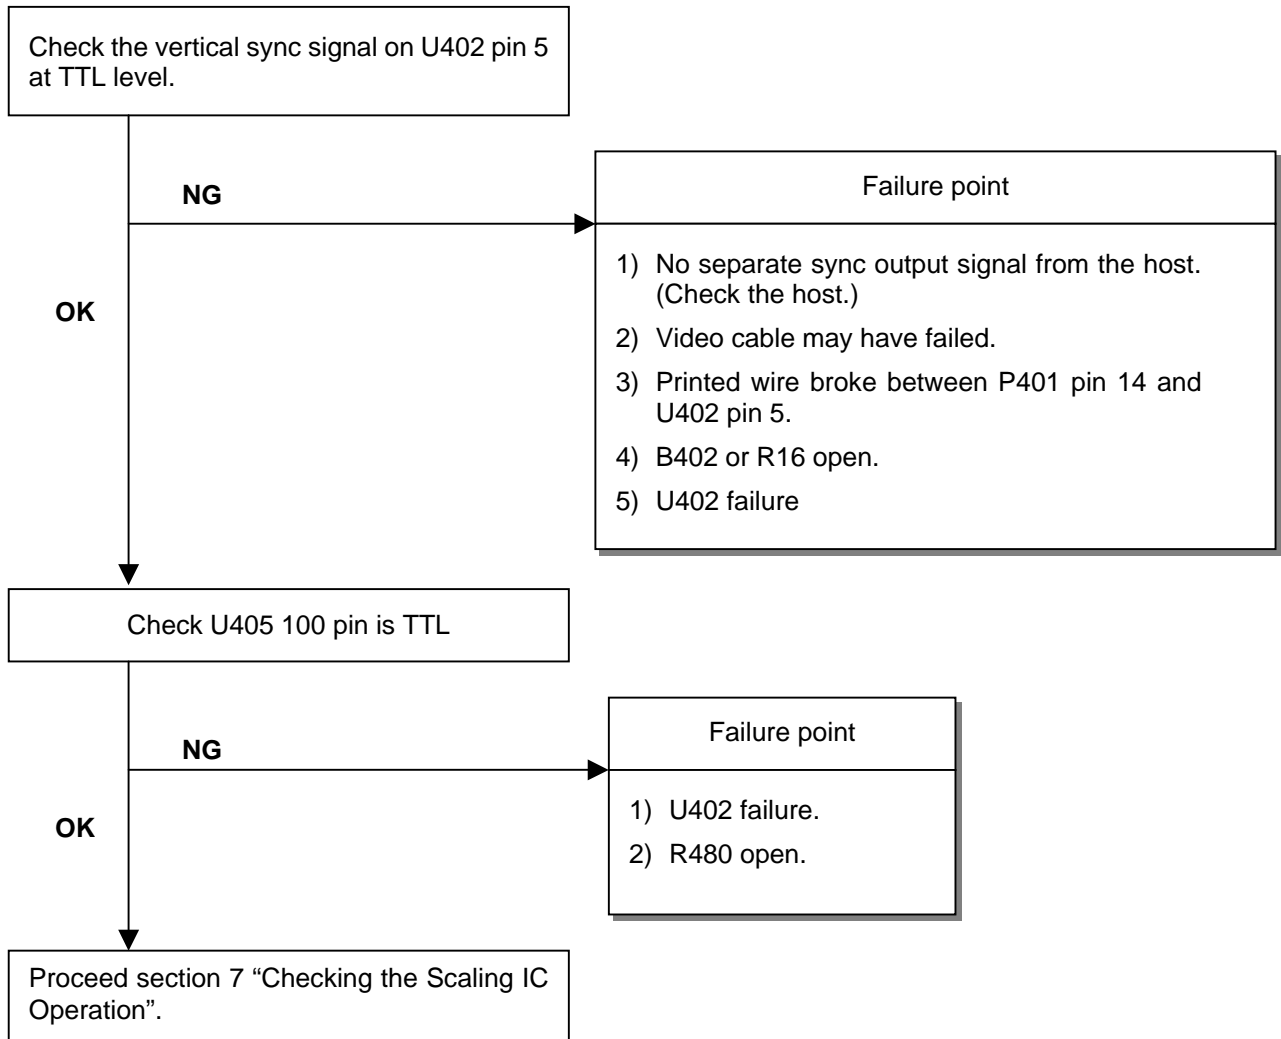 Check the vertical sync signal on U402 pin 5
at TTL level.
NG
Failure point
1) No separate sync output signal from the host.
(Check the host.)
2) Video cable may have failed.
3) Printed wire broke between P401 pin 14 and
U402 pin 5.
4) B402 or R16 open.
5) U402 failure
OK
Check U405 100 pin is TTL
NG
Failure point
1) U402 failure.
2) R480 open.
OK
Proceed section 7 “Checking the Scaling IC
Operation”.